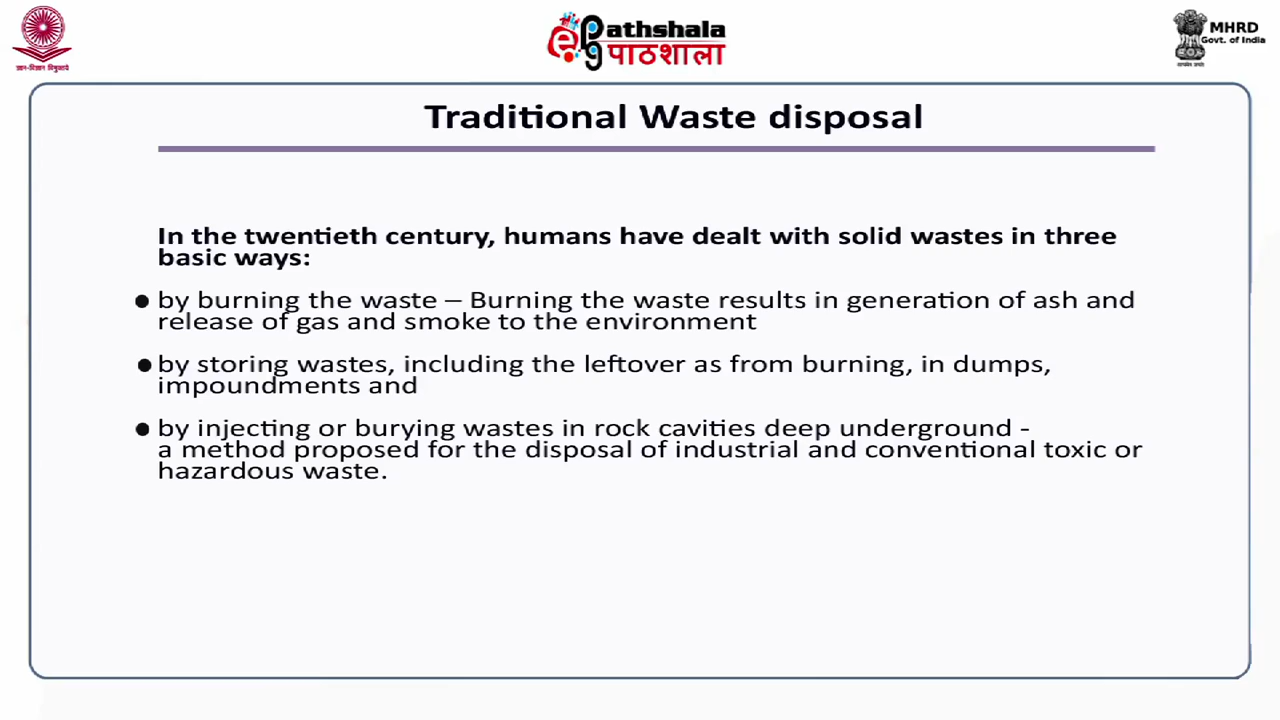 ज्ञान-विज्ञान विमुक्तये
ePathshala
पाठशाला
MHRD
Govt. of India
Traditional Waste disposal
In the twentieth century, humans have dealt with solid wastes in three
basic ways:
● by burning the waste – Burning the waste results in generation of ash and
release of gas and smoke to the environment
● by storing wastes, including the leftover as from burning, in dumps,
impoundments and
● by injecting or burying wastes in rock cavities deep underground -
a method proposed for the disposal of industrial and conventional toxic or
hazardous waste.